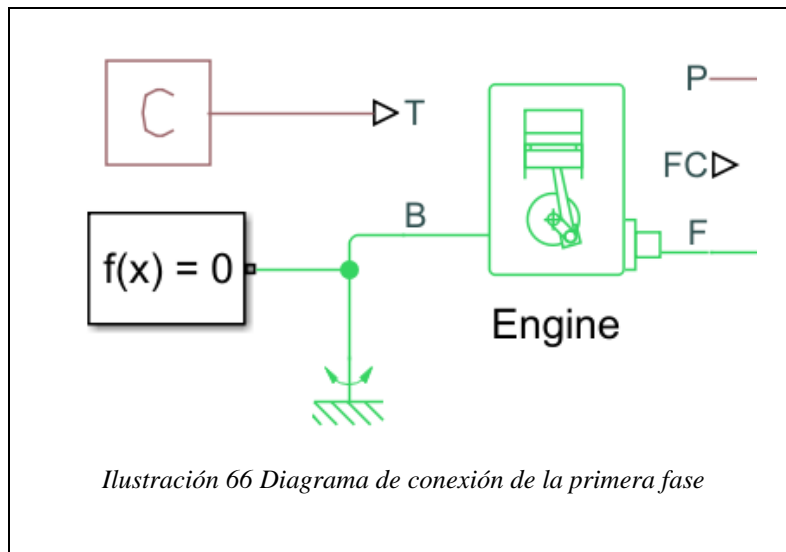 C
T
P
FC
B
F
f(x) = 0
Engine
Ilustración 66 Diagrama de conexión de la primera fase